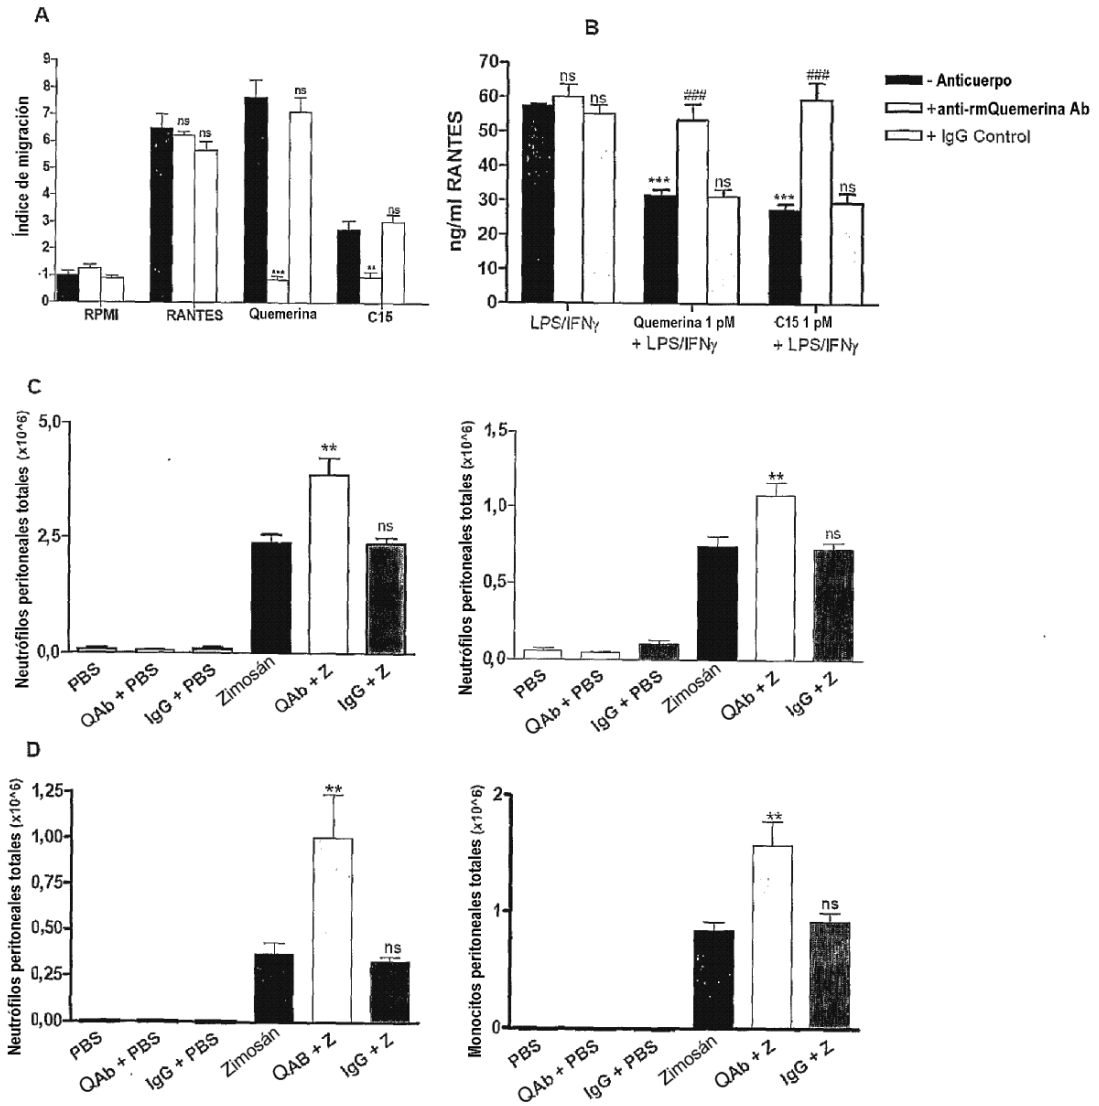 A
Índice de migración
9
8
7
6
5
4
3
2
1
0
ns
ns
ns
***
ns
**
RPMI
RANTES
Quemerina
C15
B
ng/ml RANTES
70
60
50
40
30
20
10
0
ns
ns
***
###
ns
***
###
ns
LPS/IFNγ
Quemerina 1 pM
+ LPS/IFNγ
C15 1 pM
+ LPS/IFNγ
- Anticuerpo
+anti-rmQuemerina Ab
+ IgG Control
C
Neutrófilos peritoneales totales (x10^6)
5,0
2,5
0,0
**
ns
PBS
QAb + PBS
IgG + PBS
Zimosán
QAb + Z
IgG + Z
Neutrófilos peritoneales totales (x10^6)
1,5
1,0
0,5
0,0
**
ns
PBS
QAb + PBS
IgG + PBS
Zimosán
QAb + Z
IgG + Z
D
Neutrófilos peritoneales totales (x10^6)
1,25
1,00
0,75
0,50
0,25
0,00
**
ns
PBS
QAb + PBS
IgG + PBS
Zimosán
QAB + Z
IgG + Z
Monocitos peritoneales totales (x10^6)
2
1
0
**
ns
PBS
QAb + PBS
IgG + PBS
Zimosán
QAb + Z
IgG + Z